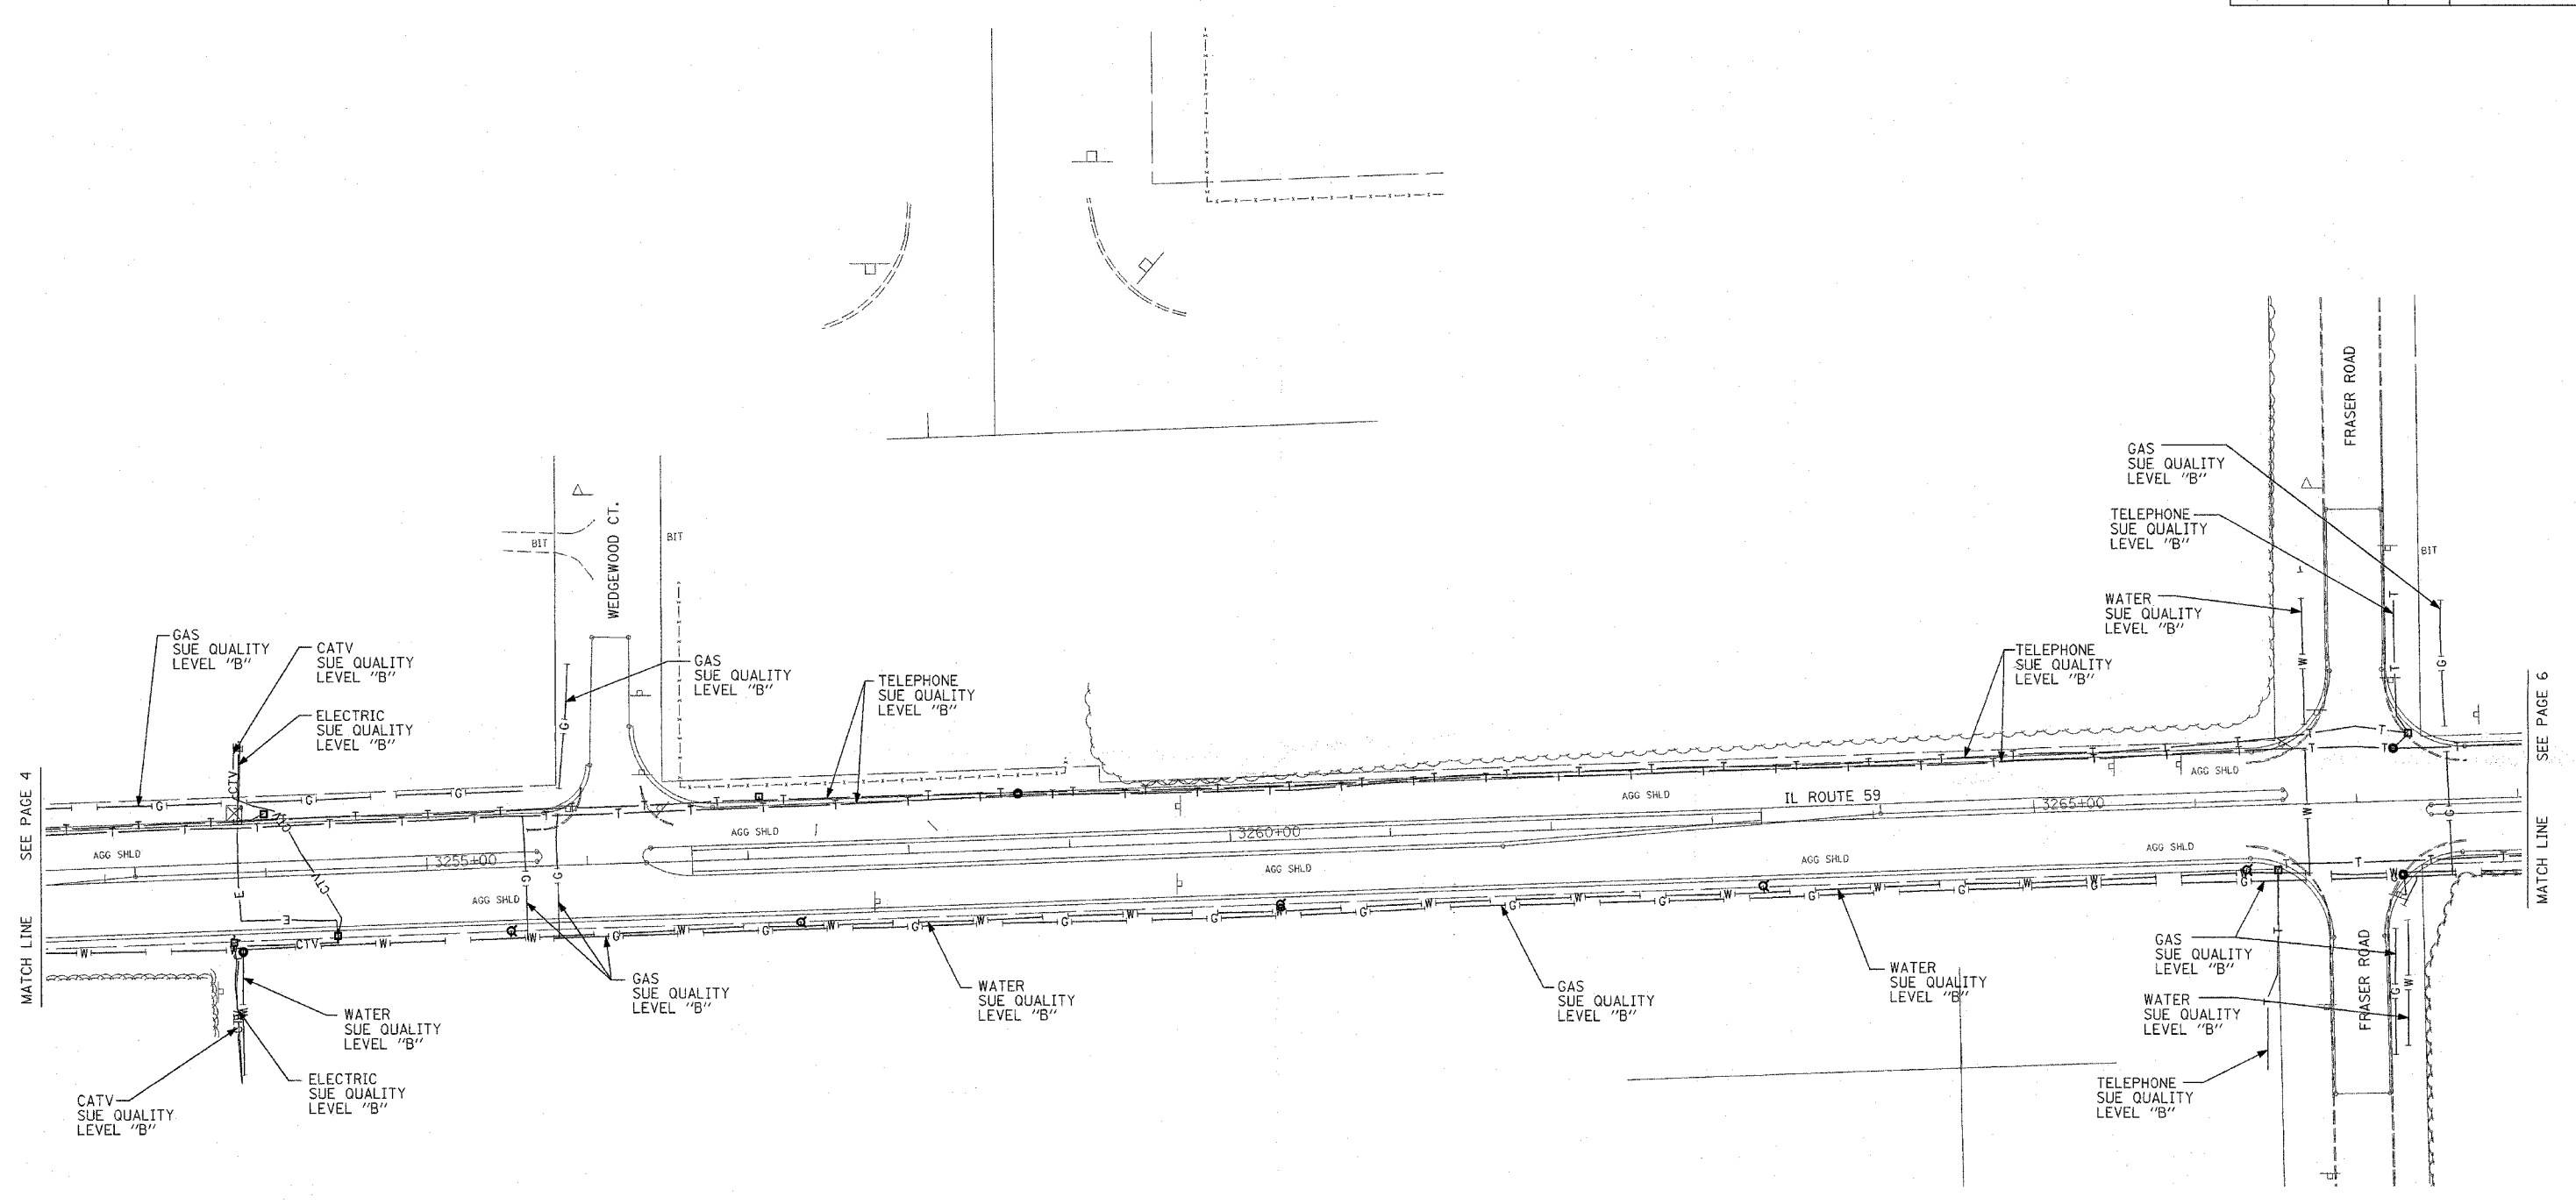 FRASER ROAD
GAS
SUE QUALITY
LEVEL "B"
TELEPHONE
SUE QUALITY
LEVEL "B"
WEDGEWOOD CT.
BIT
BIT
BIT
WATER
SUE QUALITY
LEVEL "B"
GAS
SUE QUALITY
LEVEL "B"
CATV
SUE QUALITY
LEVEL "B"
GAS
SUE QUALITY
LEVEL "B"
TELEPHONE
SUE QUALITY
LEVEL "B"
TELEPHONE
SUE QUALITY
LEVEL "B"
ELECTRIC
SUE QUALITY
LEVEL "B"
MATCH LINE SEE PAGE 4
MATCH LINE SEE PAGE 6
CTV
AGG SHLD
AGG SHLD
IL ROUTE 59
3265+00
AGG SHLD
3260+00
AGG SHLD
3255+00
AGG SHLD
AGG SHLD
AGG SHLD
CTV
AGG SHLD
E
E
CTV
GAS
SUE QUALITY
LEVEL "B"
WATER
SUE QUALITY
LEVEL "B"
GAS
SUE QUALITY
LEVEL "B"
WATER
SUE QUALITY
LEVEL "B"
GAS
SUE QUALITY
LEVEL "B"
FRASER ROAD
WATER
SUE QUALITY
LEVEL "B"
WATER
SUE QUALITY
LEVEL "B"
ELECTRIC
SUE QUALITY
LEVEL "B"
CATV
SUE QUALITY
LEVEL "B"
TELEPHONE
SUE QUALITY
LEVEL "B"